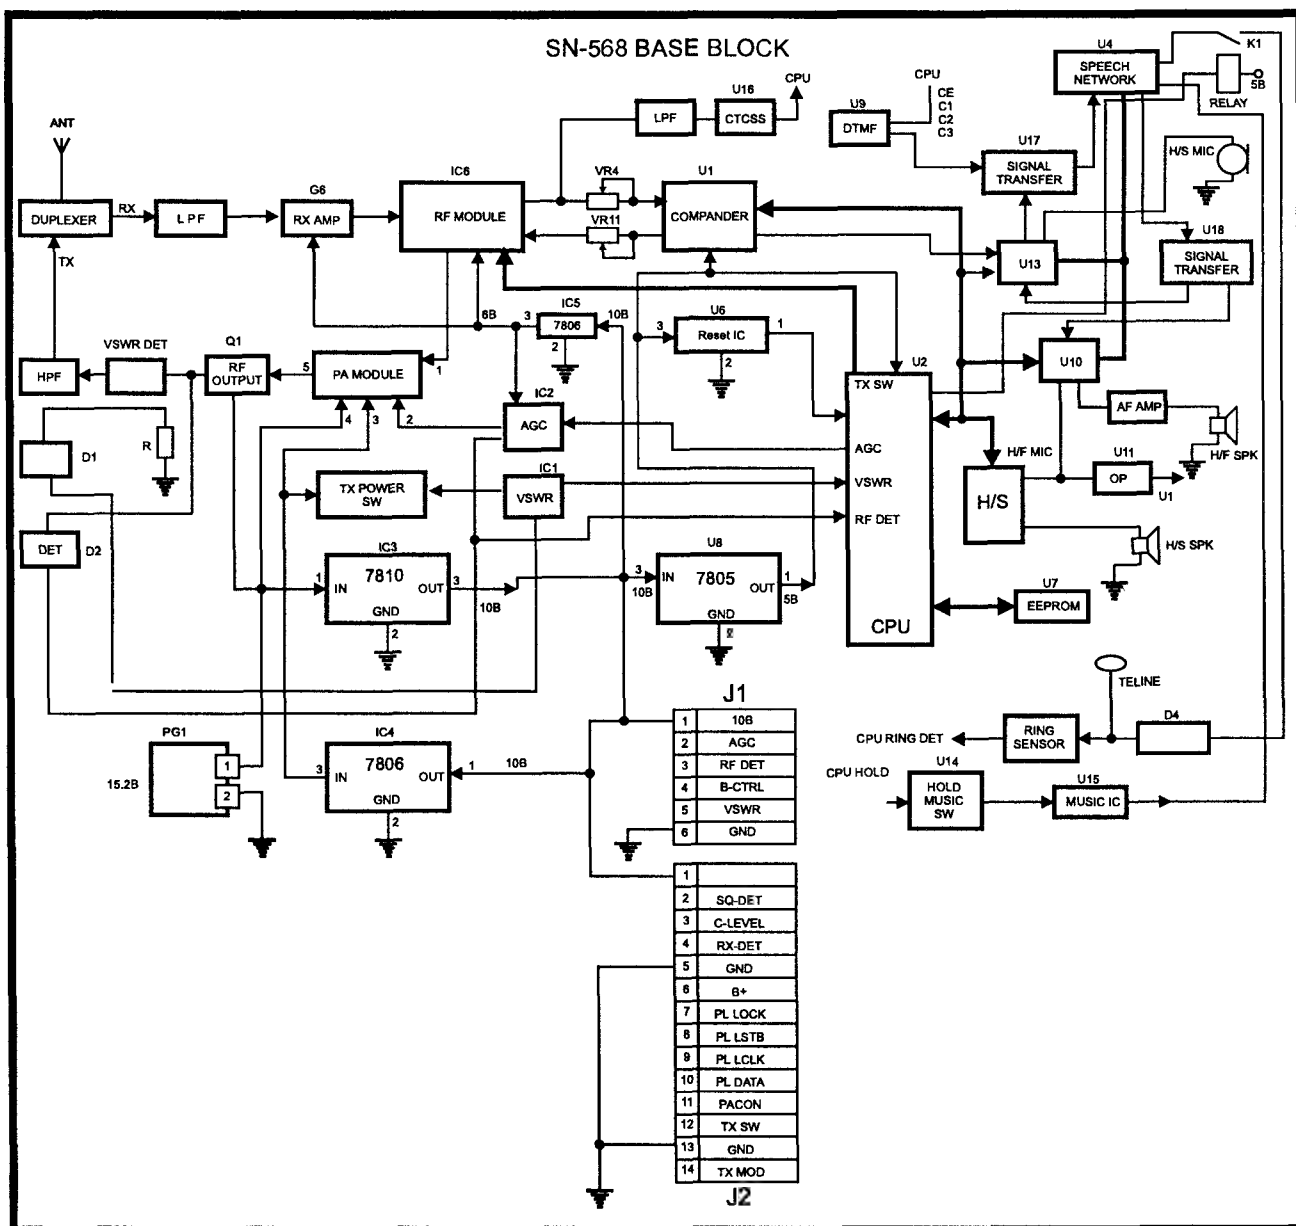 SN-568 BASE BLOCK
ANT
DUPLEXER
RX
TX
L P F
G6
RX AMP
IC6
RF MODULE
VR4
VR11
LPF
U16
CTCSS
CPU
U1
COMPANDER
U9
DTMF
CPU
CE
C1
C2
C3
U4
SPEECH
NETWORK
K1
5B
RELAY
U17
SIGNAL
TRANSFER
H/S MIC
U13
U18
SIGNAL
TRANSFER
6B
IC5
3
7806
10B
2
U6
3
Reset IC
1
2
U2
TX SW
AGC
VSWR
RF DET
CPU
U10
AF AMP
H/F SPK
H/F MIC
U11
OP
U1
H/S
H/S SPK
U7
EEPROM
HPF
VSWR DET
Q1
RF
OUTPUT
5
PA MODULE
1
4
3
2
IC2
AGC
D1
R
TX POWER
SW
IC1
VSWR
DET
D2
IC3
1
IN
7810
OUT
GND
3
10B
2
U8
3
10B
IN
7805
OUT
GND
1
5B
TELINE
CPU RING DET
RING
SENSOR
D4
CPU HOLD
U14
HOLD
MUSIC
SW
U15
MUSIC IC
PG1
15.2B
1
2
IC4
3
IN
7806
OUT
GND
1
10B
2
J1
1 10B
2 AGC
3 RF DET
4 B-CTRL
5 VSWR
6 GND
1
2 SQ-DET
3 C-LEVEL
4 RX-DET
5 GND
6 B+
7 PL LOCK
8 PL LSTB
9 PL LCLK
10 PL DATA
11 PACON
12 TX SW
13 GND
14 TX MOD
J2